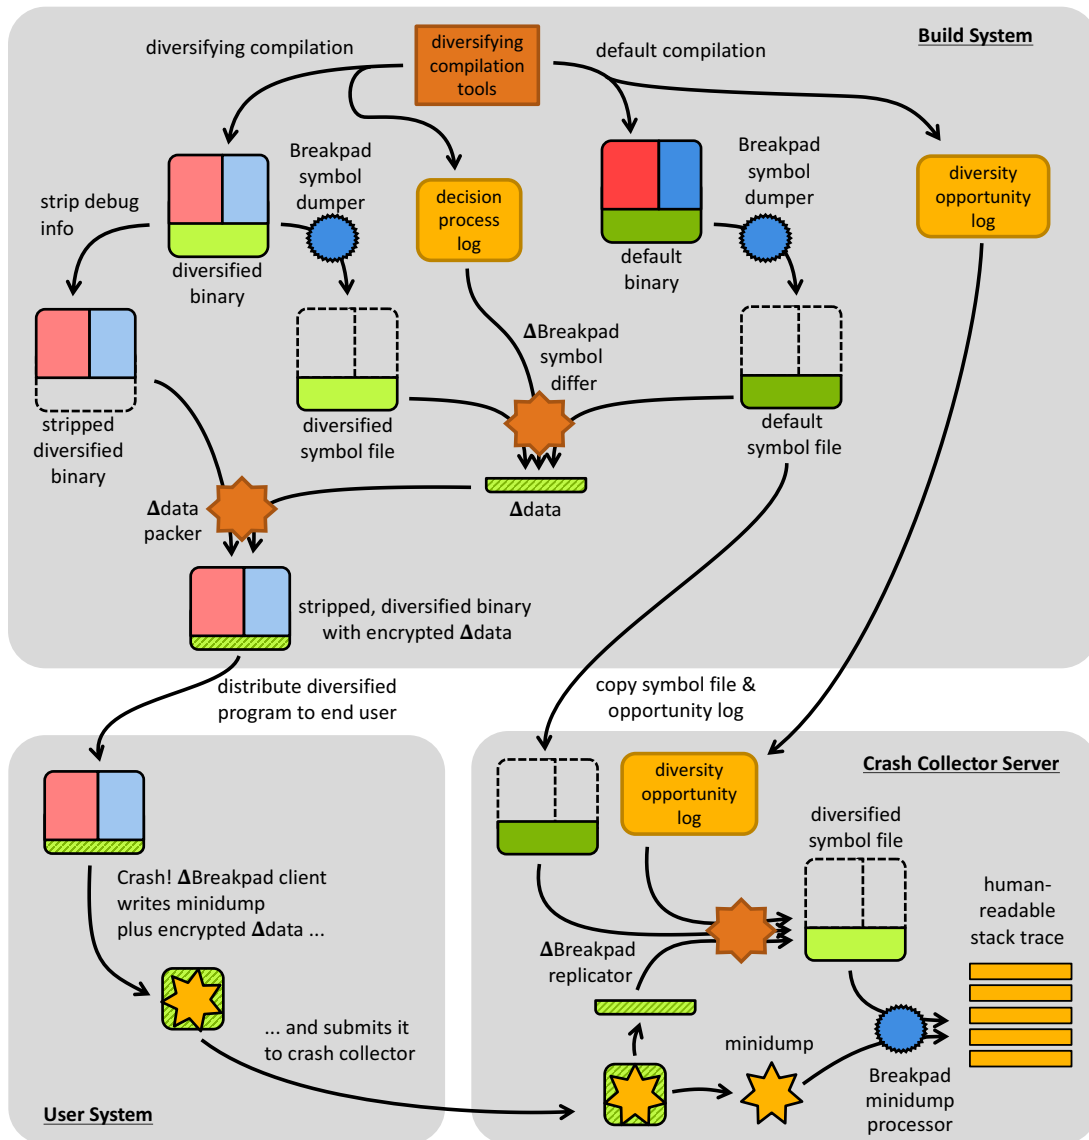 diversifying compilation
diversifying
compilation
tools
default compilation
Build System
Breakpad
symbol
dumper
decision
process
log
Breakpad
symbol
dumper
diversity
opportunity
log
strip debug
info
diversified
binary
default
binary
ΔBreakpad
symbol
differ
stripped
diversified
binary
diversified
symbol file
default
symbol file
Δdata
packer
Δdata
stripped, diversified binary
with encrypted Δdata
distribute diversified
program to end user
copy symbol file &
opportunity log
Crash Collector Server
diversity
opportunity
log
diversified
symbol file
Crash! ΔBreakpad client
writes minidump
plus encrypted Δdata ...
human-
readable
stack trace
ΔBreakpad
replicator
... and submits it
to crash collector
minidump
Breakpad
minidump
processor
User System